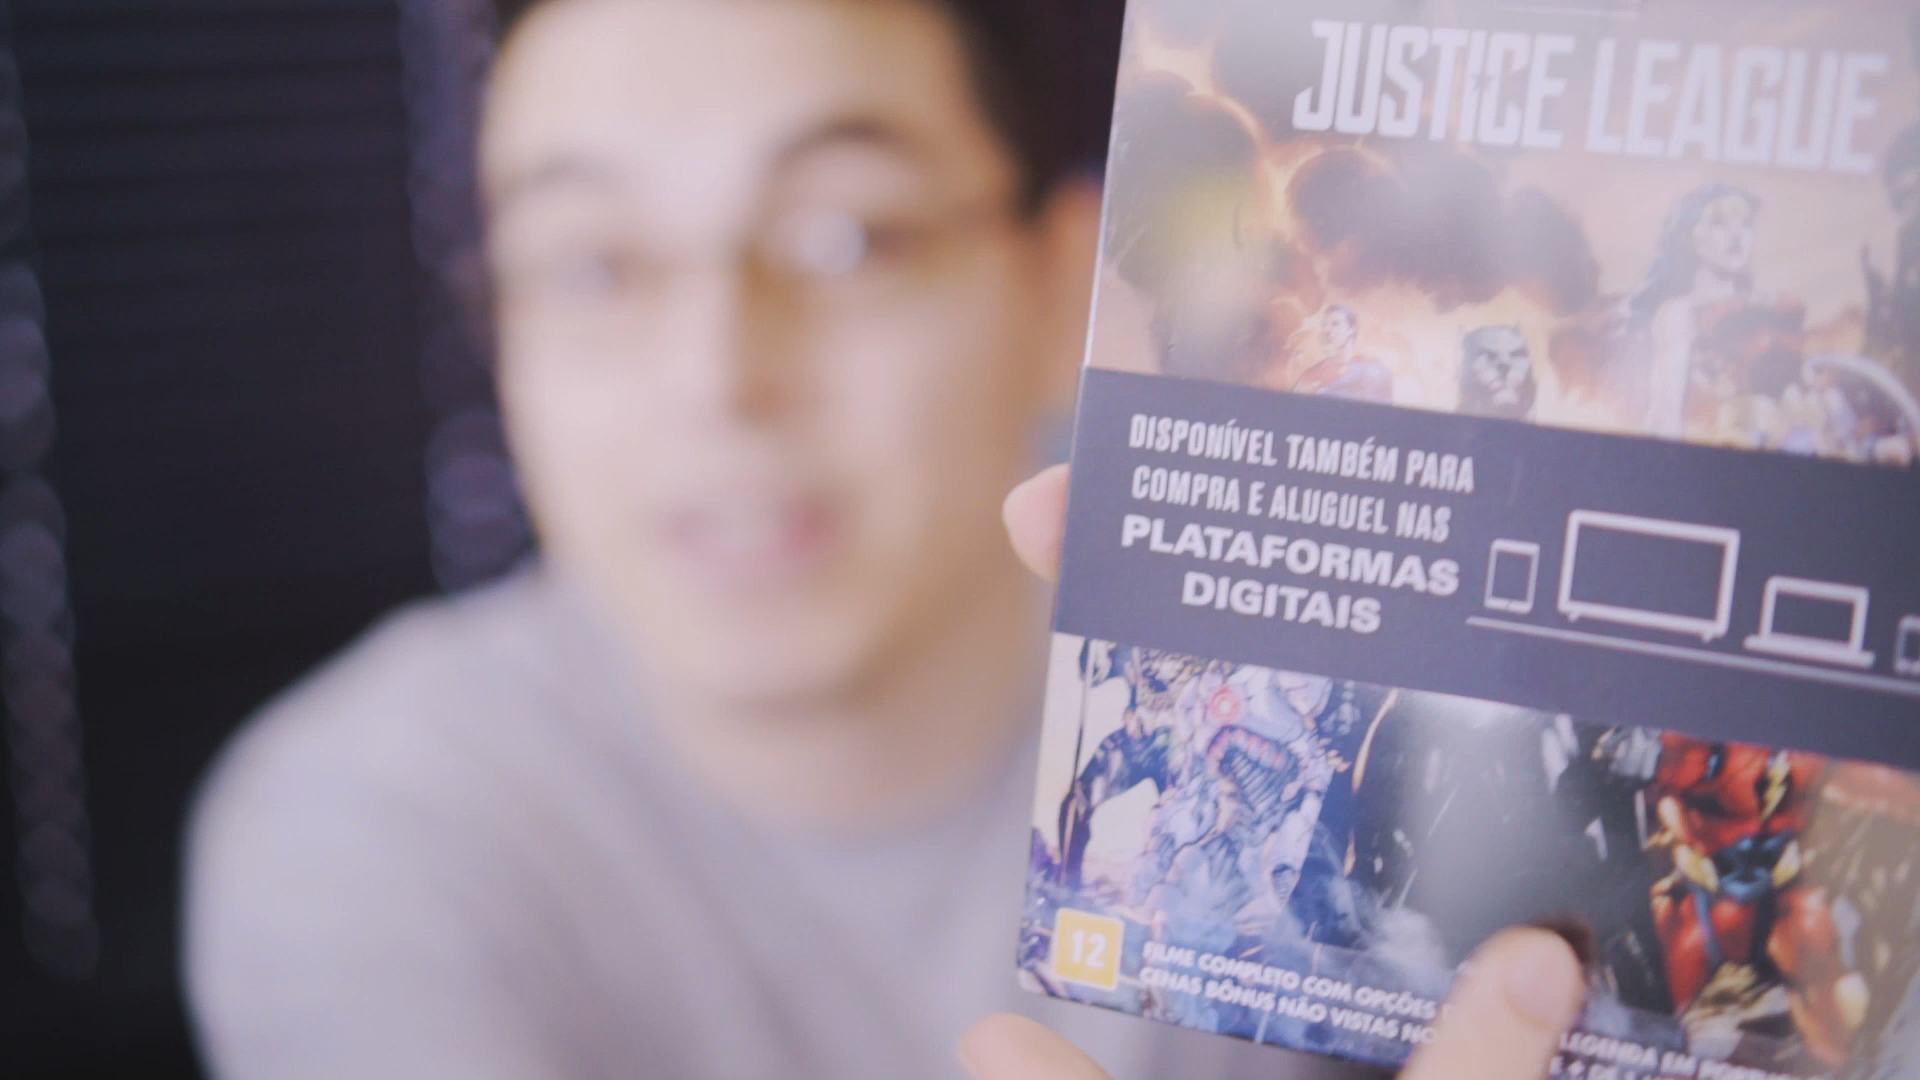 JUSTICE LEAGUE
DISPONÍVEL TAMBÉM PARA
COMPRA E ALUGUEL NAS
PLATAFORMAS
DIGITAIS
12
FILME COMPLETO COM OPÇÕES
LEGENDA EM
CENAS BÔNUS NÃO VISTAS NO